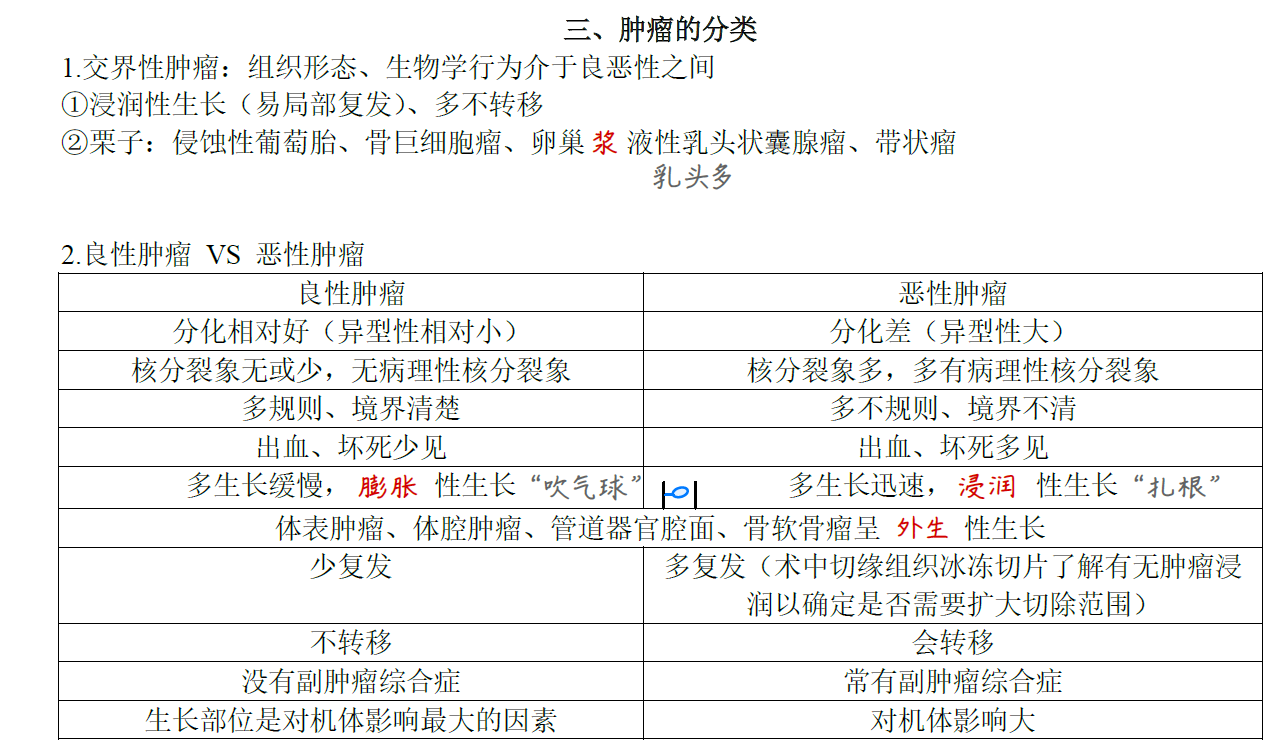 三、肿瘤的分类
1.交界性肿瘤：组织形态、生物学行为介于良恶性之间
①浸润性生长（易局部复发）、多不转移
②栗子：侵蚀性葡萄胎、骨巨细胞瘤、卵巢 浆 液性乳头状囊腺瘤、带状瘤
乳头多
2.良性肿瘤 VS 恶性肿瘤
良性肿瘤 恶性肿瘤
分化相对好（异型性相对小） 分化差（异型性大）
核分裂象无或少，无病理性核分裂象 核分裂象多，多有病理性核分裂象
多规则、境界清楚 多不规则、境界不清
出血、坏死少见 出血、坏死多见
多生长缓慢， 膨胀 性生长“吹气球” 多生长迅速， 浸润 性生长“扎根”
体表肿瘤、体腔肿瘤、管道器官腔面、骨软骨瘤呈 外生 性生长
少复发 多复发（术中切缘组织冰冻切片了解有无肿瘤浸
润以确定是否需要扩大切除范围）
不转移 会转移
没有副肿瘤综合症 常有副肿瘤综合症
生长部位是对机体影响最大的因素 对机体影响大